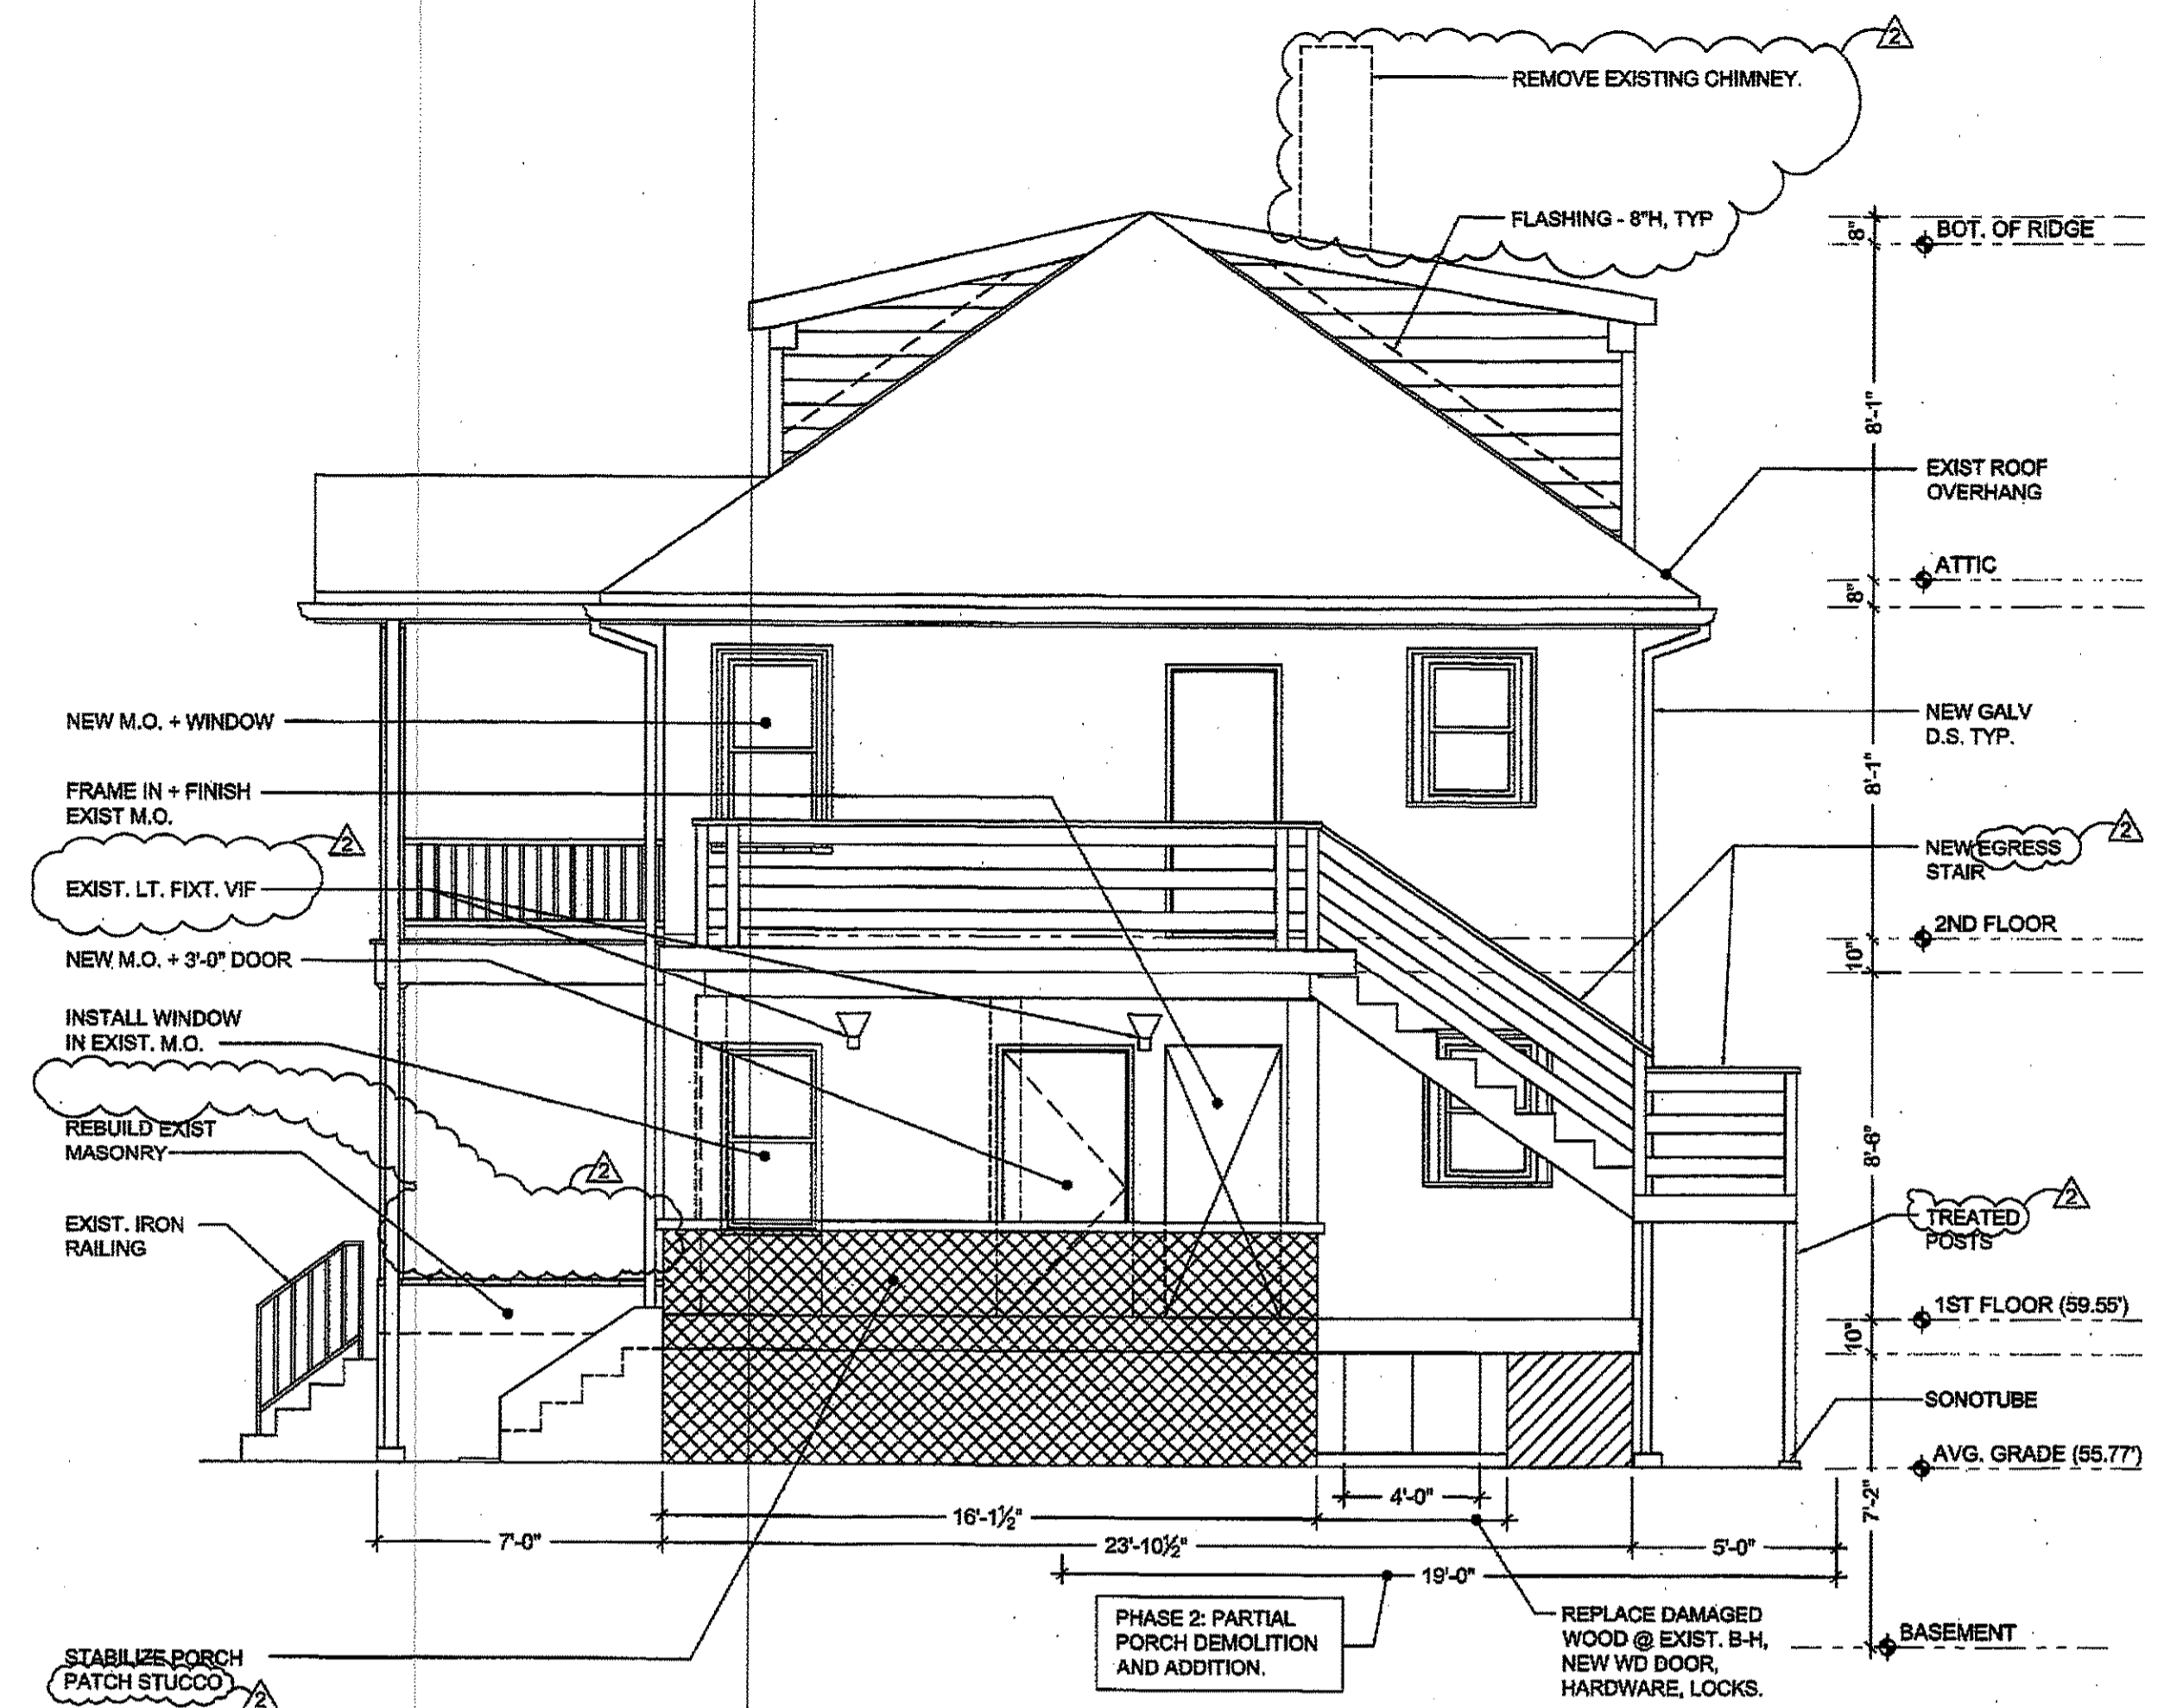 2
REMOVE EXISTING CHIMNEY.
FLASHING - 8"H, TYP
8"
BOT. OF RIDGE
8'-1"
EXIST ROOF
OVERHANG
ATTIC
8"
NEW M.O. + WINDOW
NEW GALV
D.S. TYP.
8'-1"
FRAME IN + FINISH
EXIST M.O.
2
2
NEW EGRESS
STAIR
EXIST. LT. FIXT. VIF
2ND FLOOR
10"
NEW M.O. + 3'-0" DOOR
INSTALL WINDOW
IN EXIST. M.O.
REBUILD EXIST
MASONRY
2
8'-6"
2
TREATED
POSTS
EXIST. IRON
RAILING
1ST FLOOR (59.55')
10"
SONOTUBE
AVG. GRADE (55.77')
7'-2"
4'-0"
16'-1½"
7'-0"
23'-10½"
5'-0"
19'-0"
PHASE 2: PARTIAL
PORCH DEMOLITION
AND ADDITION.
REPLACE DAMAGED
WOOD @ EXIST. B-H,
NEW WD DOOR,
HARDWARE, LOCKS.
BASEMENT
STABILIZE PORCH
PATCH STUCCO
2